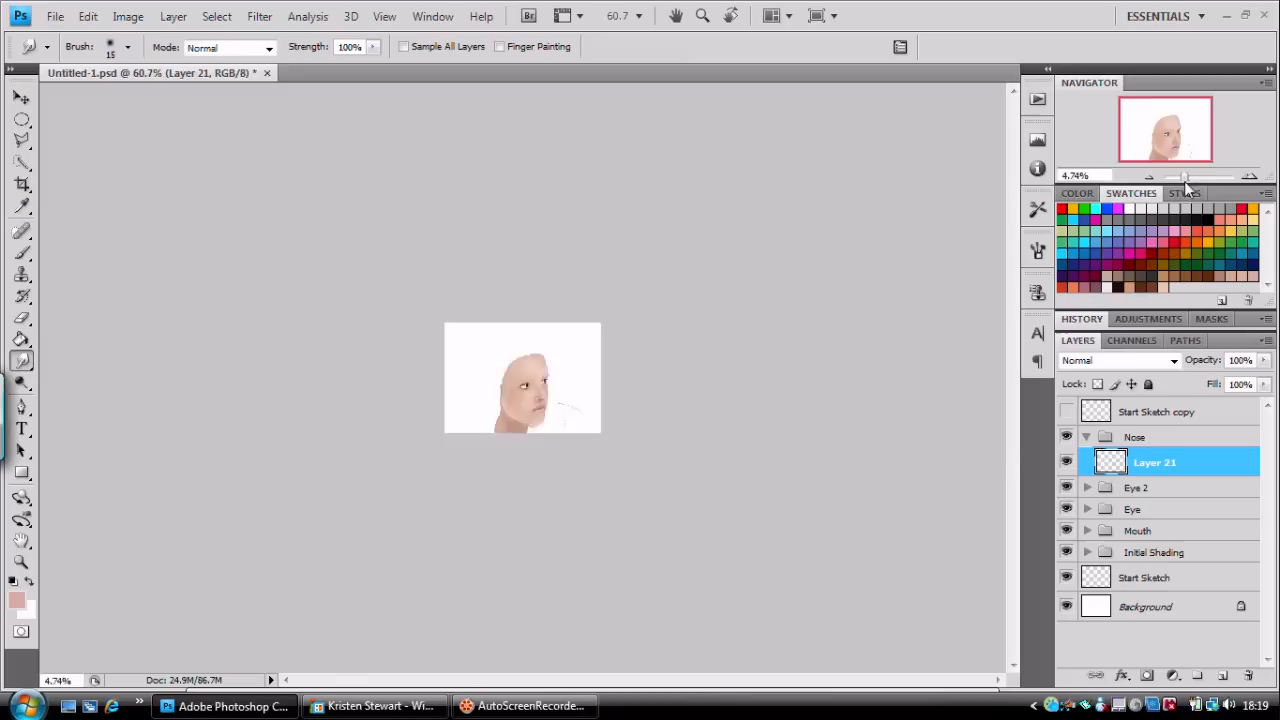 Ps File Edit Image Layer Select Filter Analysis 3D View Window Help Br 60.7 ESSENTIALS
Brush: 15 Mode: Normal Strength: 100% Sample All Layers Finger Painting
Untitled-1.psd @ 60.7% (Layer 21, RGB/8) * ×
NAVIGATOR
4.74%
COLOR SWATCHES STYLES
HISTORY ADJUSTMENTS MASKS
LAYERS CHANNELS PATHS
Normal Opacity: 100%
Lock: Fill: 100%
Start Sketch copy
Nose
Layer 21
Eye 2
Eye
Mouth
Initial Shading
Start Sketch
Background
4.74% Doc: 24.9M/86.7M
Ps Adobe Photoshop C... Kristen Stewart - Wi... AutoScreenRecorde... 18:19